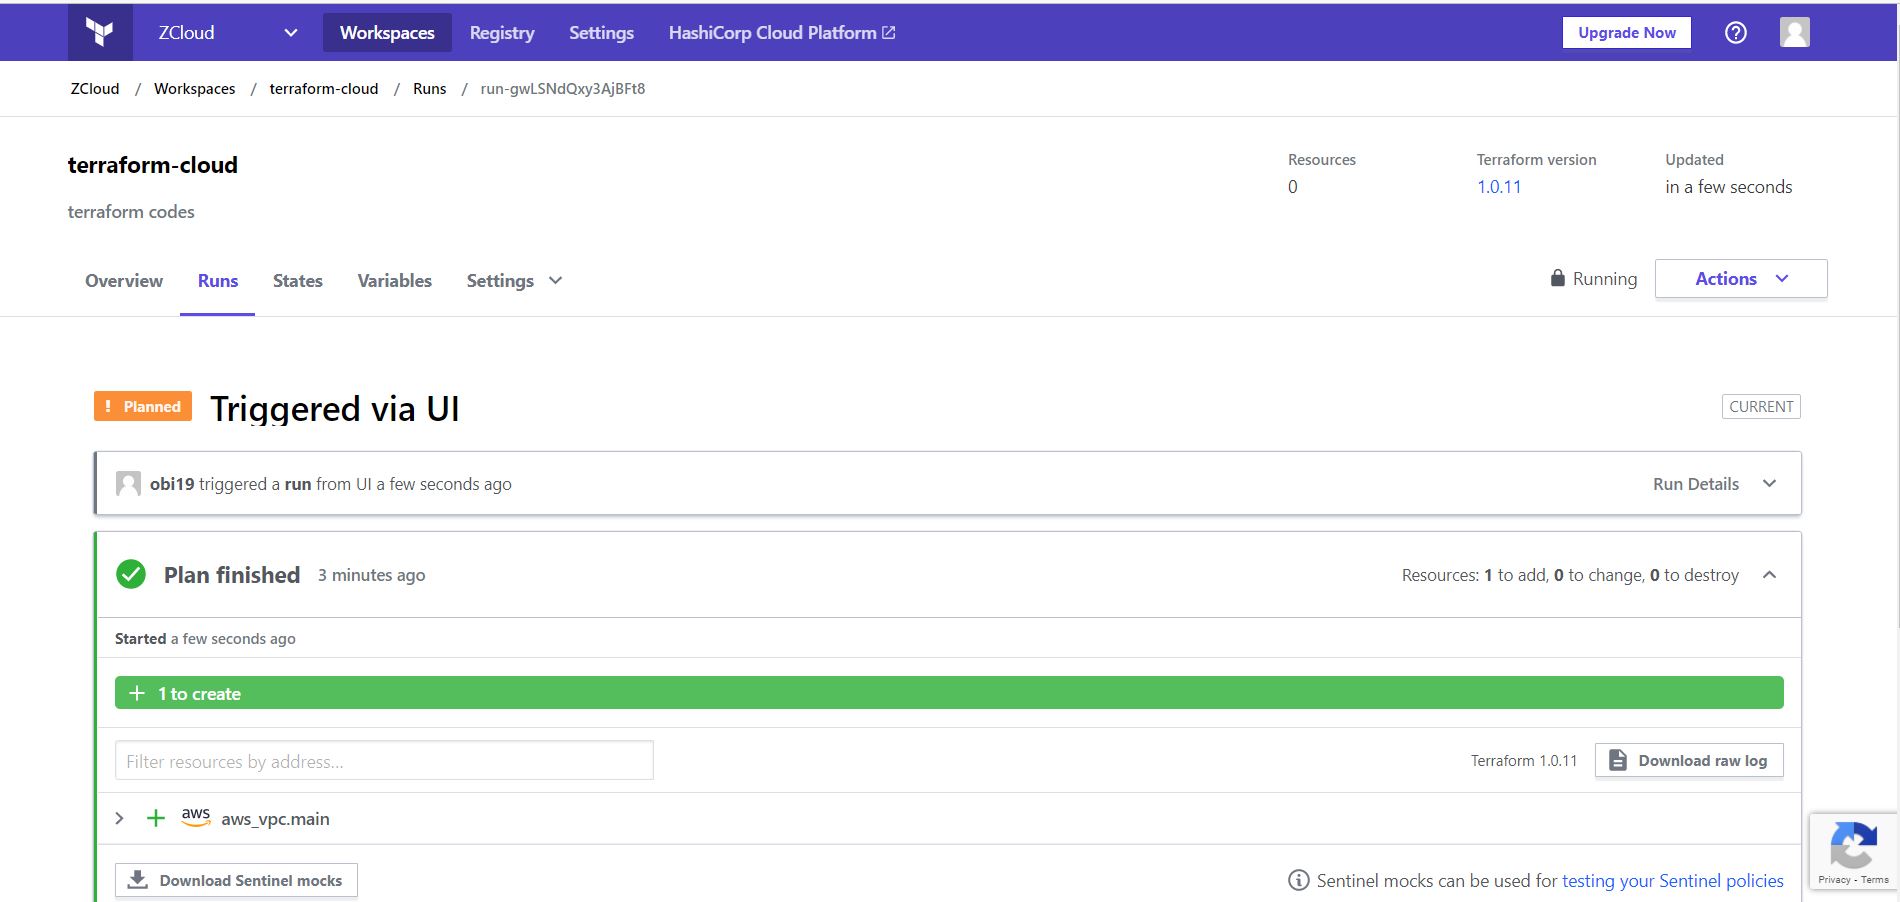 ZCloud Workspaces Registry Settings HashiCorp Cloud Platform Upgrade Now
ZCloud / Workspaces / terraform-cloud / Runs / run-gwLSNdQxy3AjBFt8
terraform-cloud
terraform codes
Resources Terraform version Updated
0 1.0.11 in a few seconds
Overview Runs States Variables Settings Running Actions
! Planned Triggered via UI CURRENT
obi19 triggered a run from UI a few seconds ago Run Details
Plan finished 3 minutes ago Resources: 1 to add, 0 to change, 0 to destroy
Started a few seconds ago
+ 1 to create
Filter resources by address... Terraform 1.0.11 Download raw log
+ aws aws_vpc.main
Download Sentinel mocks Sentinel mocks can be used for testing your Sentinel policies
Privacy - Terms